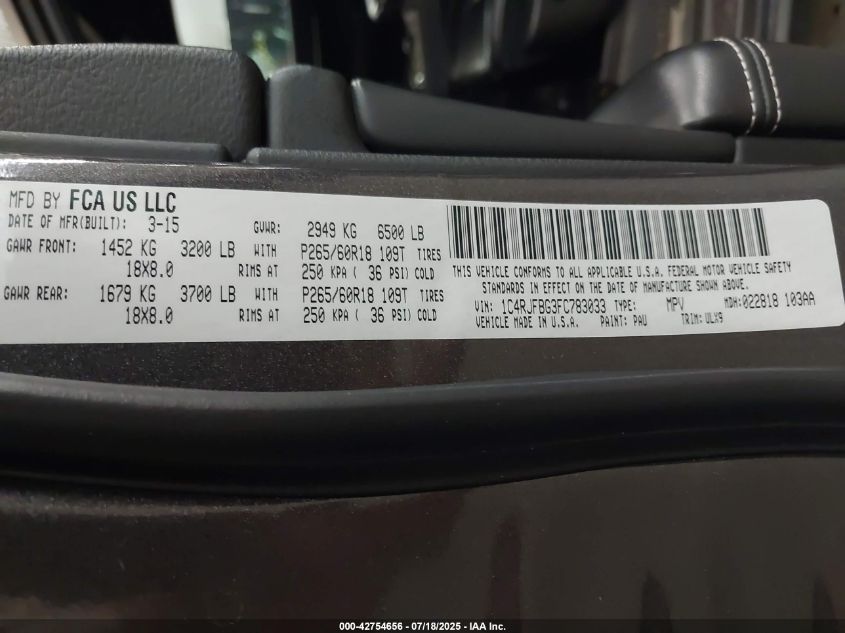 MFD BY FCA US LLC
DATE OF MFR(BUILT): 3-15 GVWR: 2949 KG 6500 LB
GAWR FRONT: 1452 KG 3200 LB WITH P265/60R18 109T TIRES
18X8.0 RIMS AT 250 KPA ( 36 PSI) COLD
GAWR REAR: 1679 KG 3700 LB WITH P265/60R18 109T TIRES
18X8.0 RIMS AT 250 KPA ( 36 PSI) COLD
THIS VEHICLE CONFORMS TO ALL APPLICABLE U.S.A. FEDERAL MOTOR VEHICLE SAFETY
STANDARDS IN EFFECT ON THE DATE OF MANUFACTURE SHOWN ABOVE.
VIN: 1C4RJFBG3FC783033 TYPE: MPV MDH:022818 103AA
VEHICLE MADE IN U.S.A. PAINT: PAU TRIM: ULX9
000-42754656 - 07/18/2025 - IAA Inc.